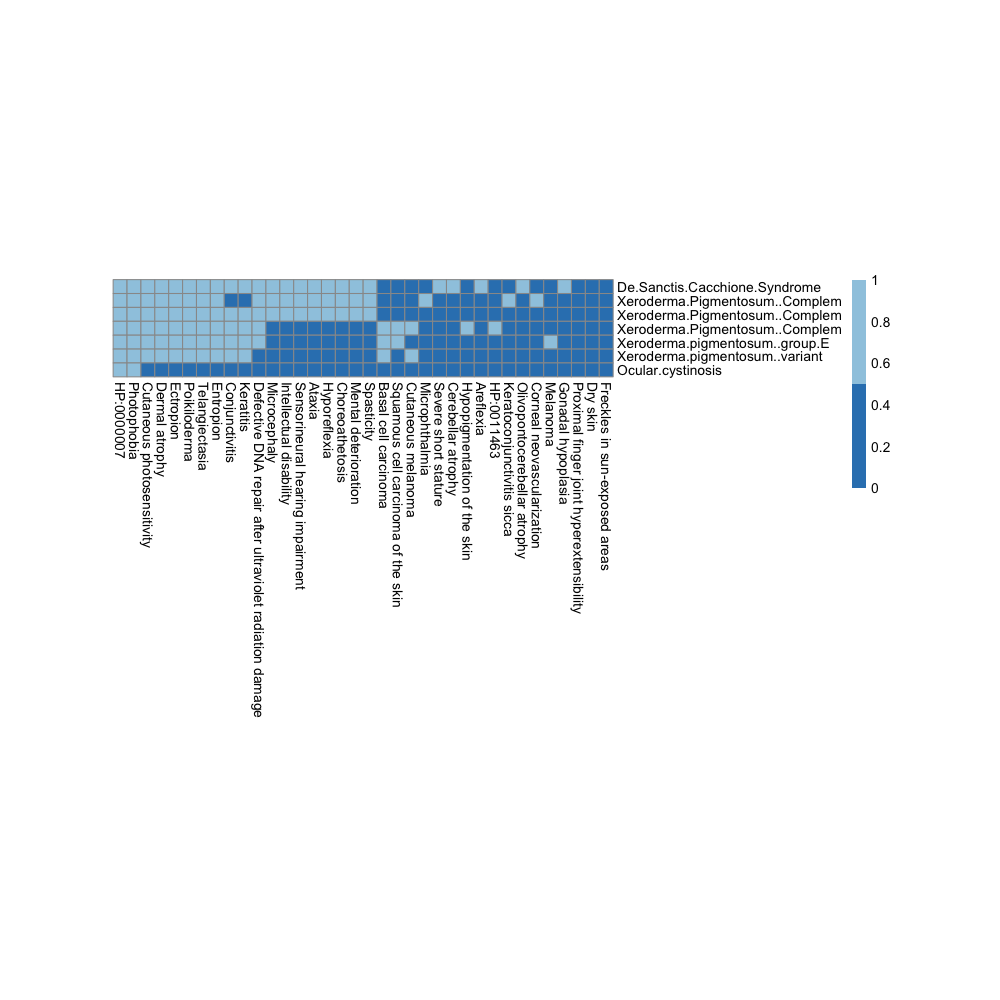 De.Sanctis.Cacchione.Syndrome
Xeroderma.Pigmentosum..Complem
Xeroderma.Pigmentosum..Complem
Xeroderma.Pigmentosum..Complem
Xeroderma.pigmentosum..group.E
Xeroderma.pigmentosum..variant
Ocular.cystinosis
1
0.8
0.6
0.4
0.2
0
HP:0000007
Photophobia
Cutaneous photosensitivity
Dermal atrophy
Ectropion
Poikiloderma
Telangiectasia
Entropion
Conjunctivitis
Keratitis
Defective DNA repair after ultraviolet radiation damage
Microcephaly
Intellectual disability
Sensorineural hearing impairment
Ataxia
Hyporeflexia
Choreoathetosis
Mental deterioration
Spasticity
Basal cell carcinoma
Squamous cell carcinoma of the skin
Cutaneous melanoma
Microphthalmia
Severe short stature
Cerebellar atrophy
Hypopigmentation of the skin
Areflexia
HP:0011463
Keratoconjunctivitis sicca
Olivopontocerebellar atrophy
Corneal neovascularization
Melanoma
Gonadal hypoplasia
Proximal finger joint hyperextensibility
Dry skin
Freckles in sun-exposed areas